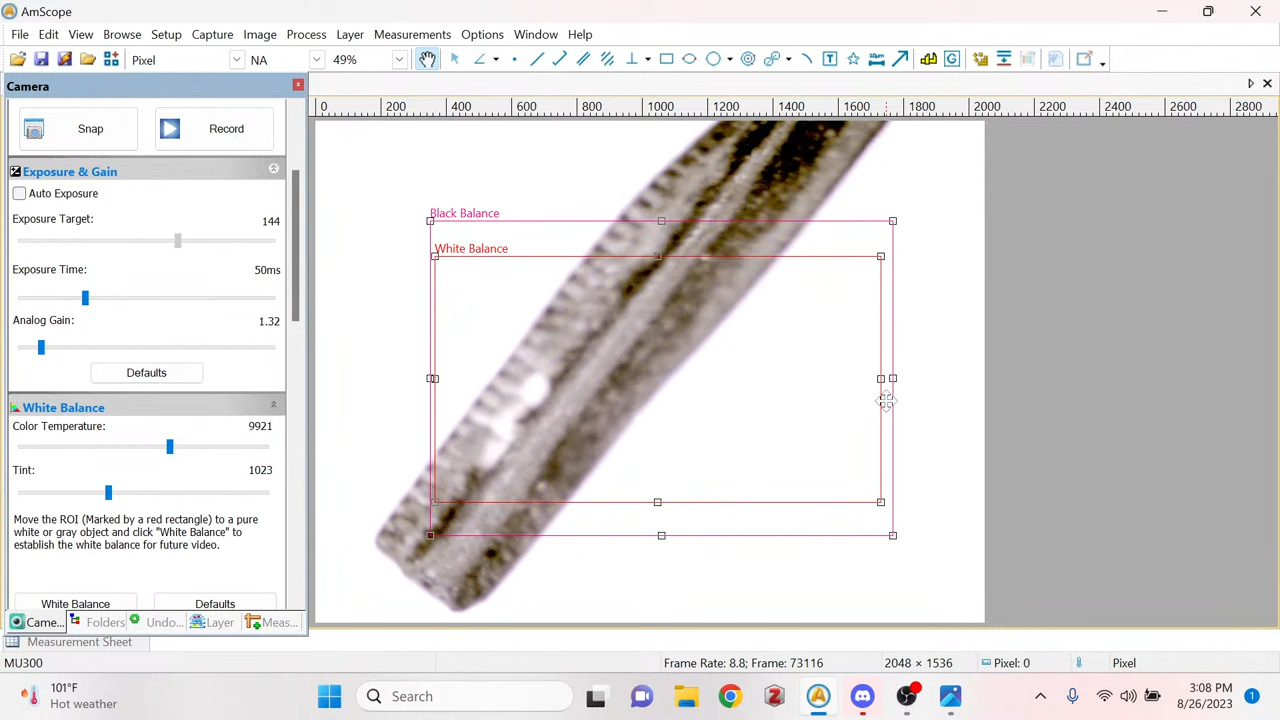 AmScope
File Edit View Browse Setup Capture Image Process Layer Measurements Options Window Help
Pixel NA 49%
Camera
0 200 400 600 800 1000 1200 1400 1600 1800 2000 2200 2400 2600 2800
Snap Record
Exposure & Gain
Auto Exposure
Exposure Target: 144
Exposure Time: 50ms
Analog Gain: 1.32
Defaults
White Balance
Color Temperature: 9921
Tint: 1023
Move the ROI (Marked by a red rectangle) to a pure
white or gray object and click "White Balance" to
establish the white balance for future video.
White Balance Defaults
Black Balance
White Balance
Came... Folders Undo... Layer Meas...
Measurement Sheet
MU300 Frame Rate: 8.8; Frame: 73116 2048 × 1536 Pixel: 0 Pixel
101°F
Hot weather
Search
3:08 PM
8/26/2023
1